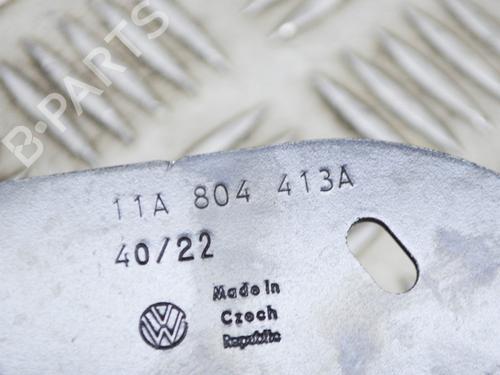 B-PARTS
11A 804 413A
40/22
Made in
Czech
Republic